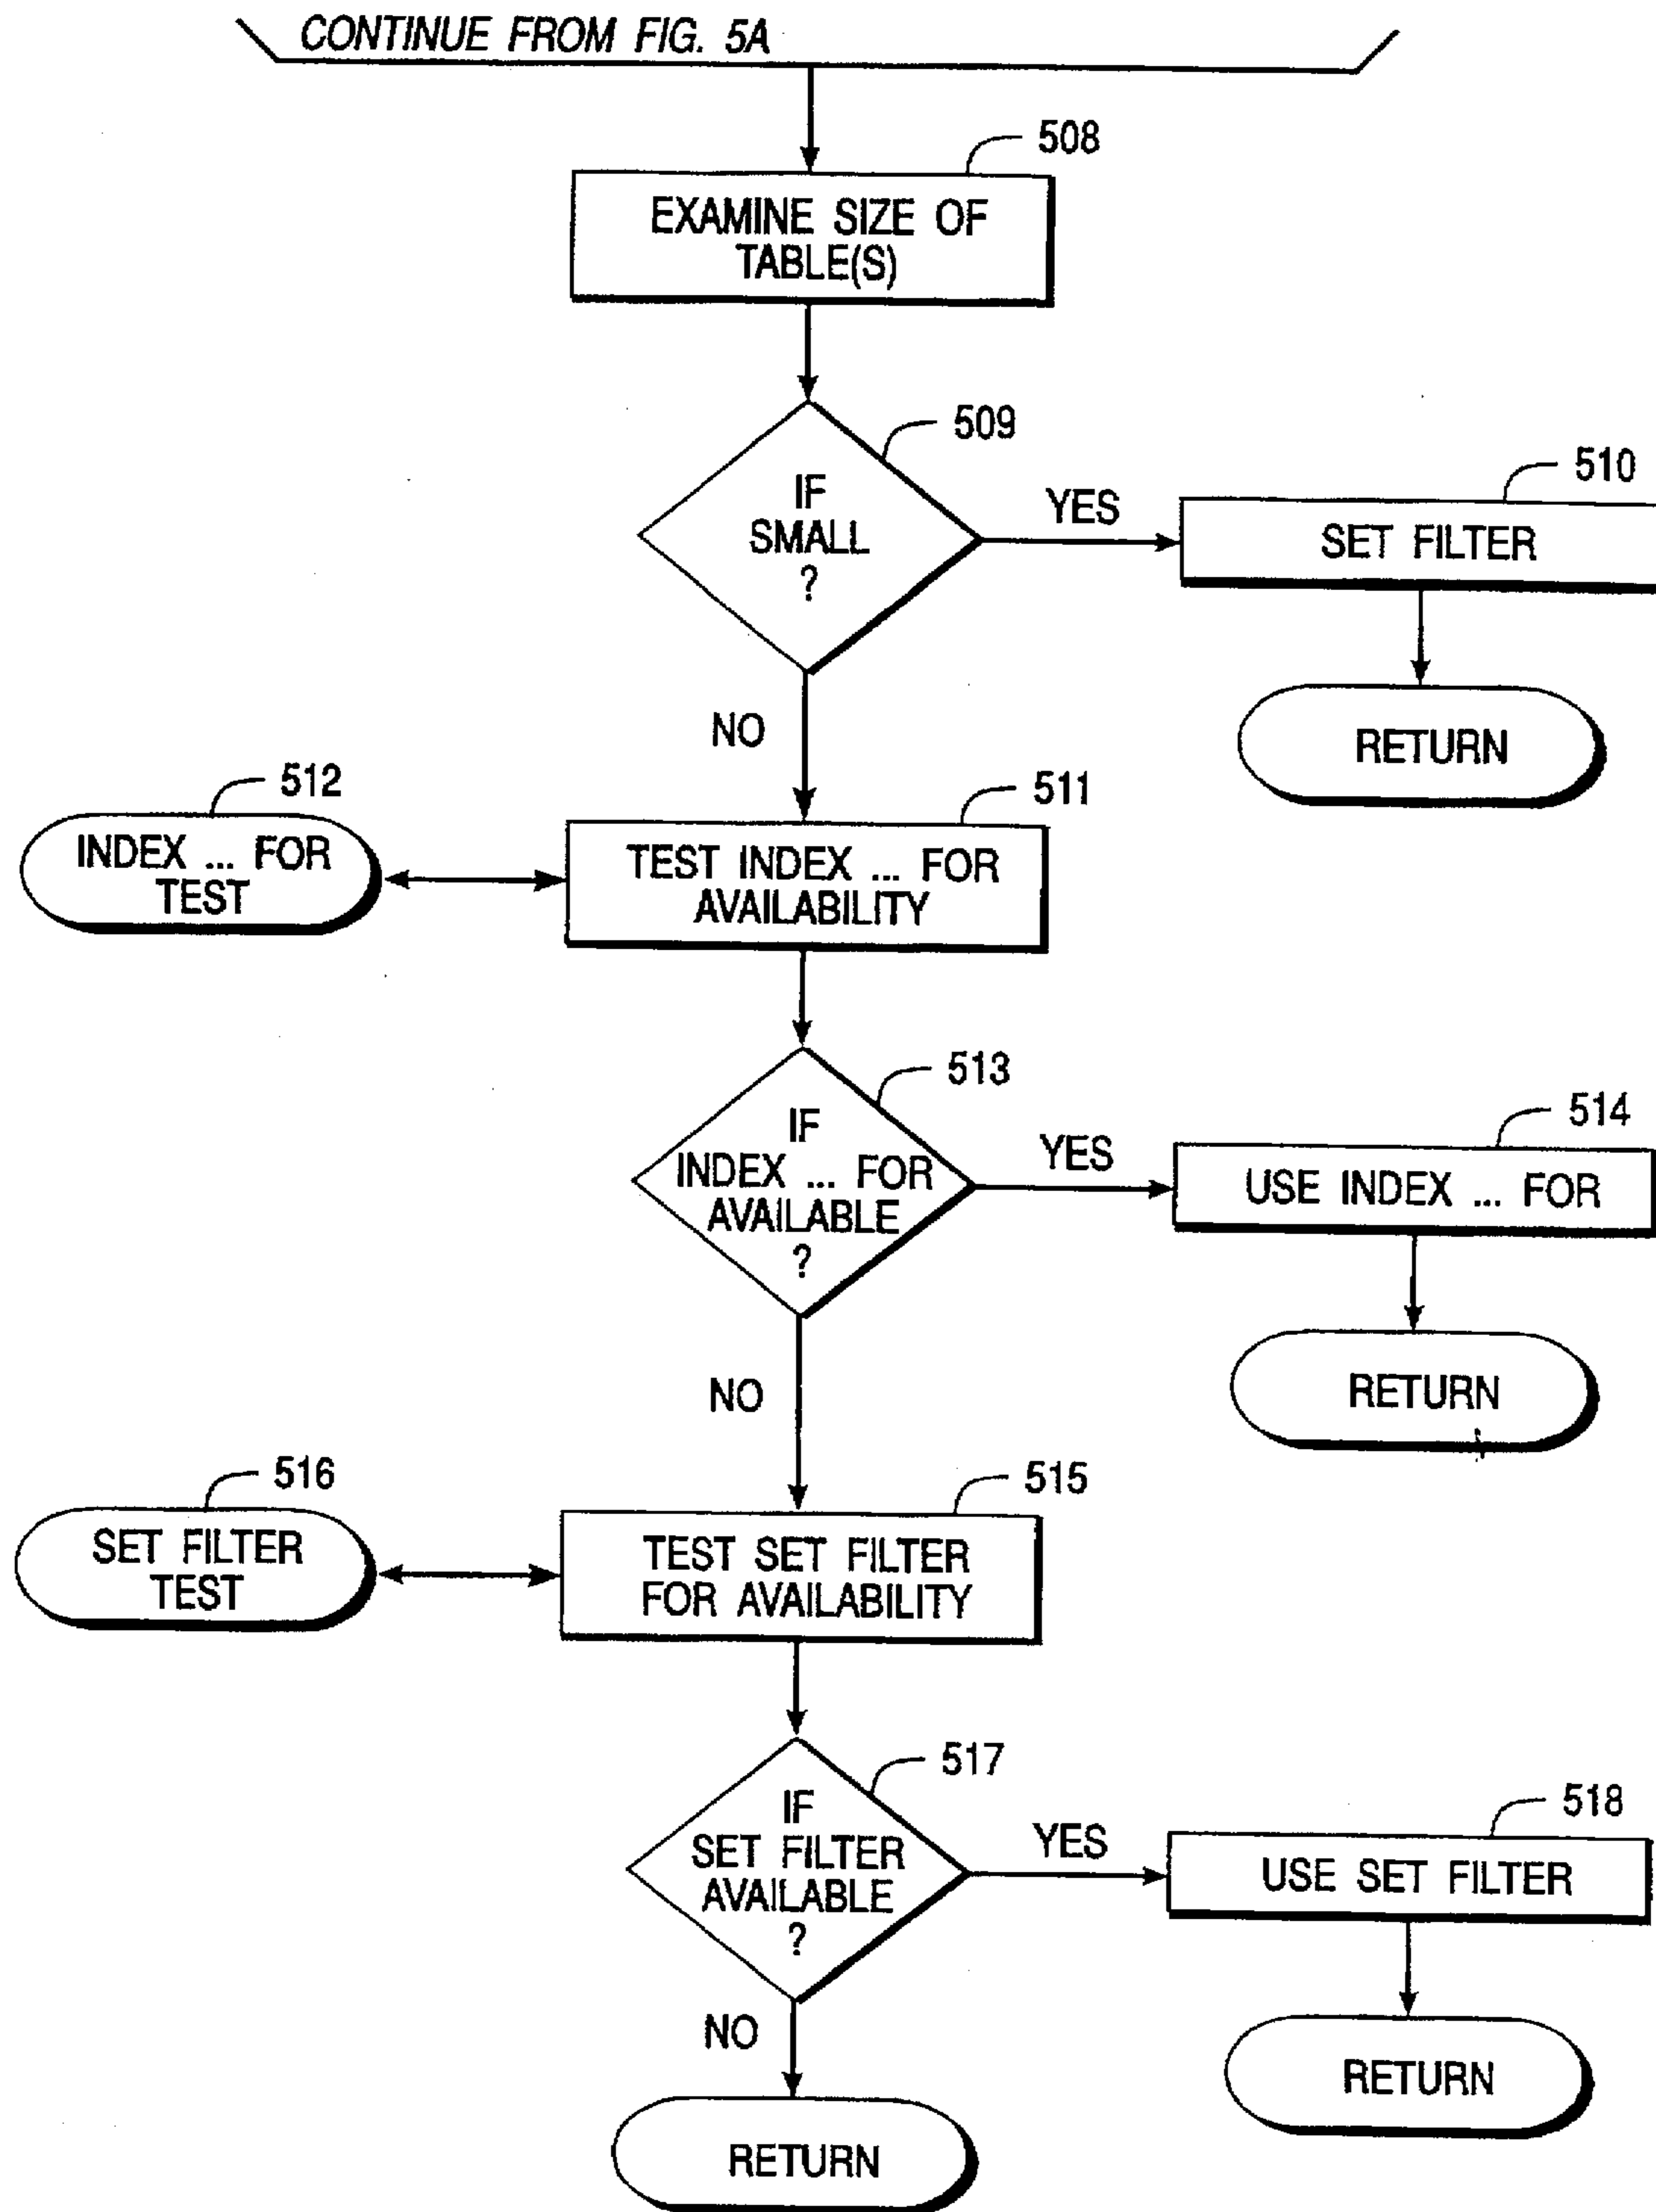 CONTINUE FROM FIG. 5A
508
EXAMINE SIZE OF
TABLE(S)
509
IF
SMALL
?
YES
510
SET FILTER
RETURN
NO
512
INDEX ... FOR
TEST
511
TEST INDEX ... FOR
AVAILABILITY
513
IF
INDEX ... FOR
AVAILABLE
?
YES
514
USE INDEX ... FOR
RETURN
NO
516
SET FILTER
TEST
515
TEST SET FILTER
FOR AVAILABILITY
517
IF
SET FILTER
AVAILABLE
?
YES
518
USE SET FILTER
RETURN
NO
RETURN